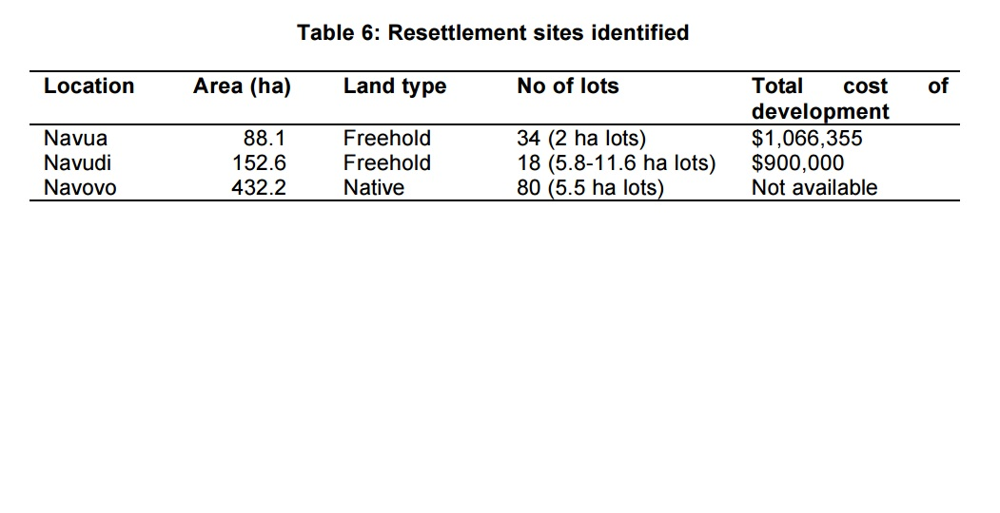 Table 6: Resettlement sites identified
Location Area (ha) Land type No of lots Total cost of
development
Navua 88.1 Freehold 34 (2 ha lots) $1,066,355
Navudi 152.6 Freehold 18 (5.8-11.6 ha lots) $900,000
Navovo 432.2 Native 80 (5.5 ha lots) Not available